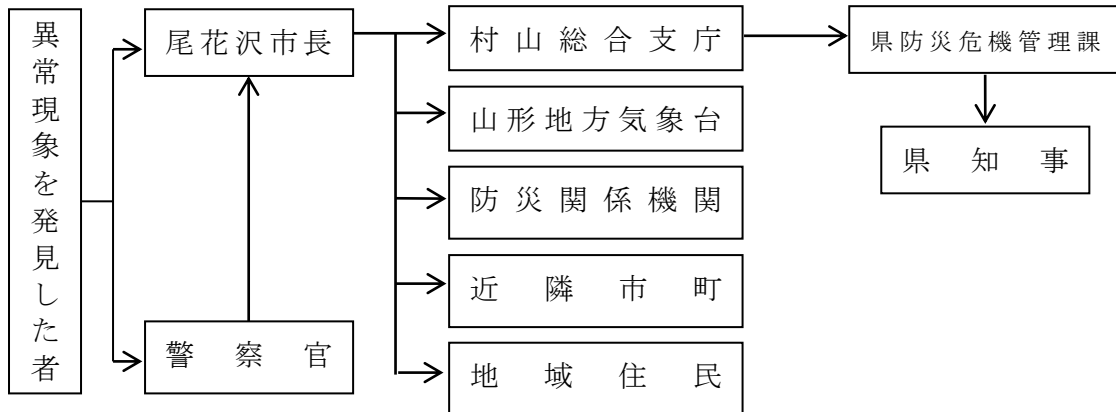 異常現象を発見した者
尾花沢市長
警察官
村山総合支庁
山形地方気象台
防災関係機関
近隣市町
地域住民
県防災危機管理課
県知事